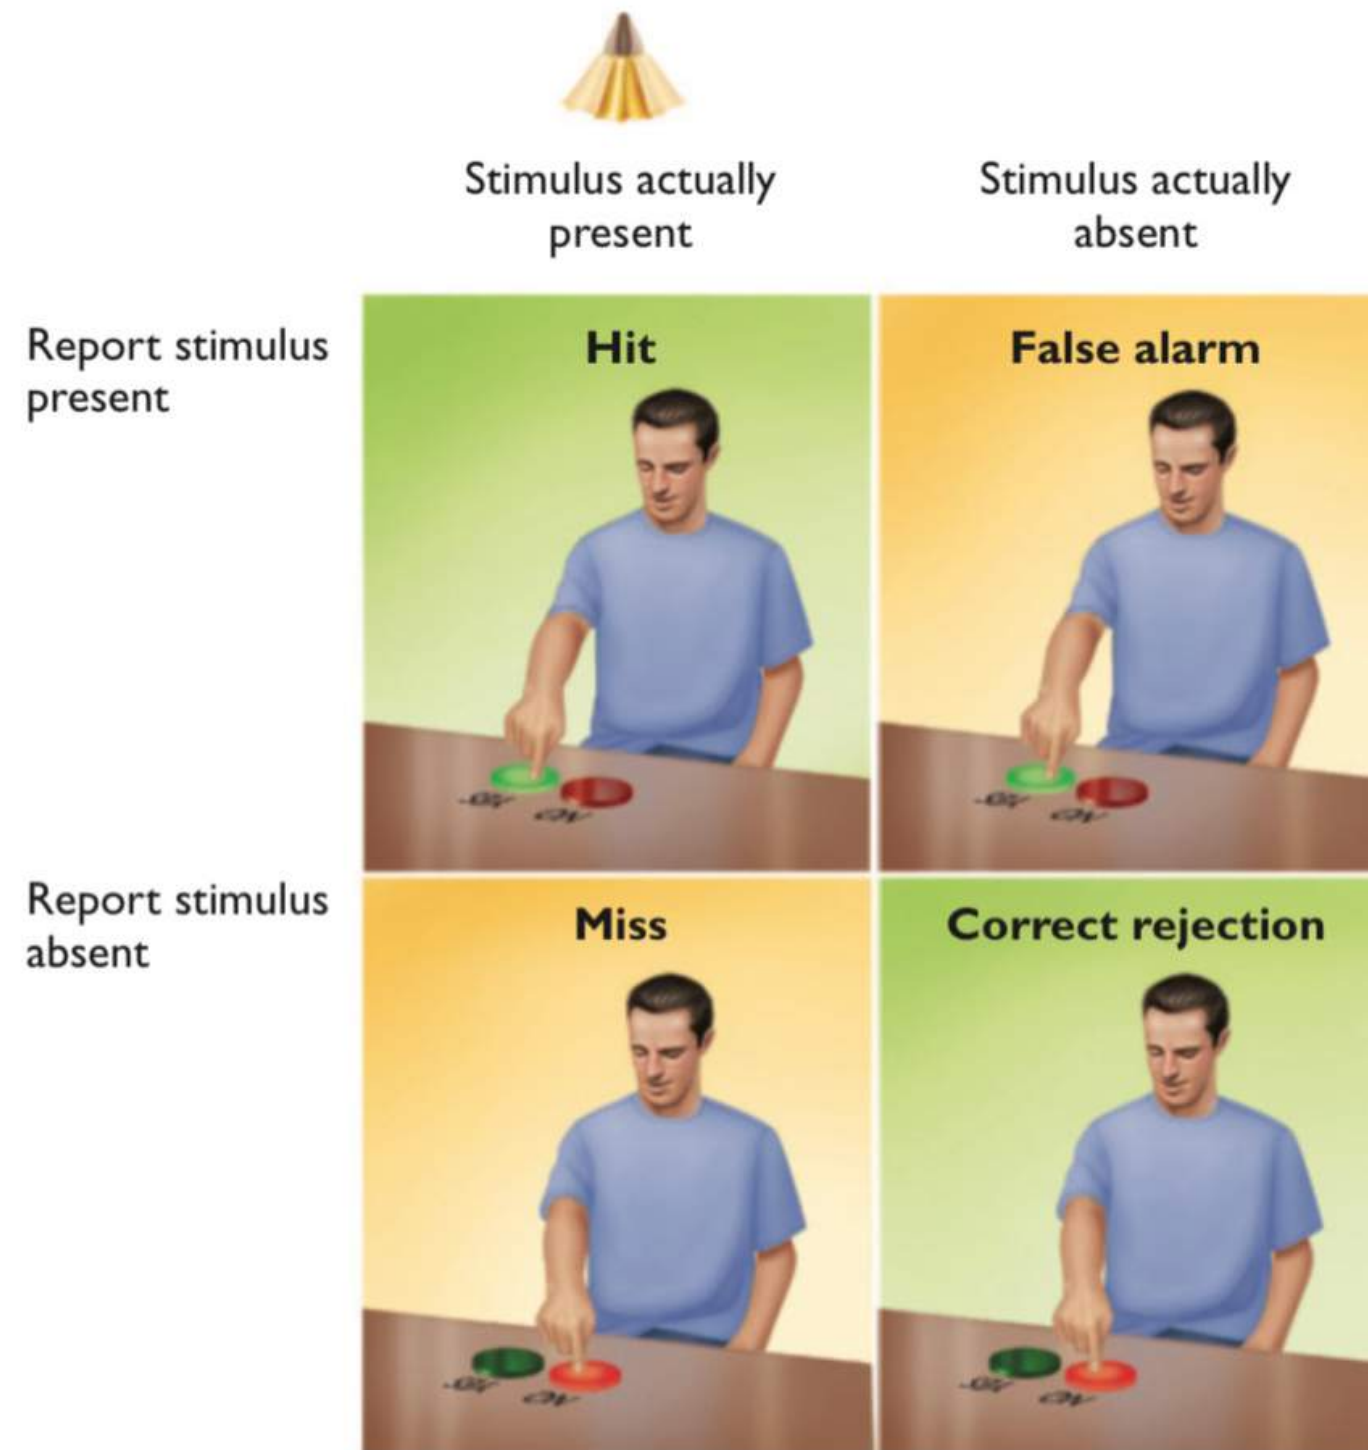 Stimulus actually
present
Stimulus actually
absent
Report stimulus
present
Hit
False alarm
Report stimulus
absent
Miss
Correct rejection